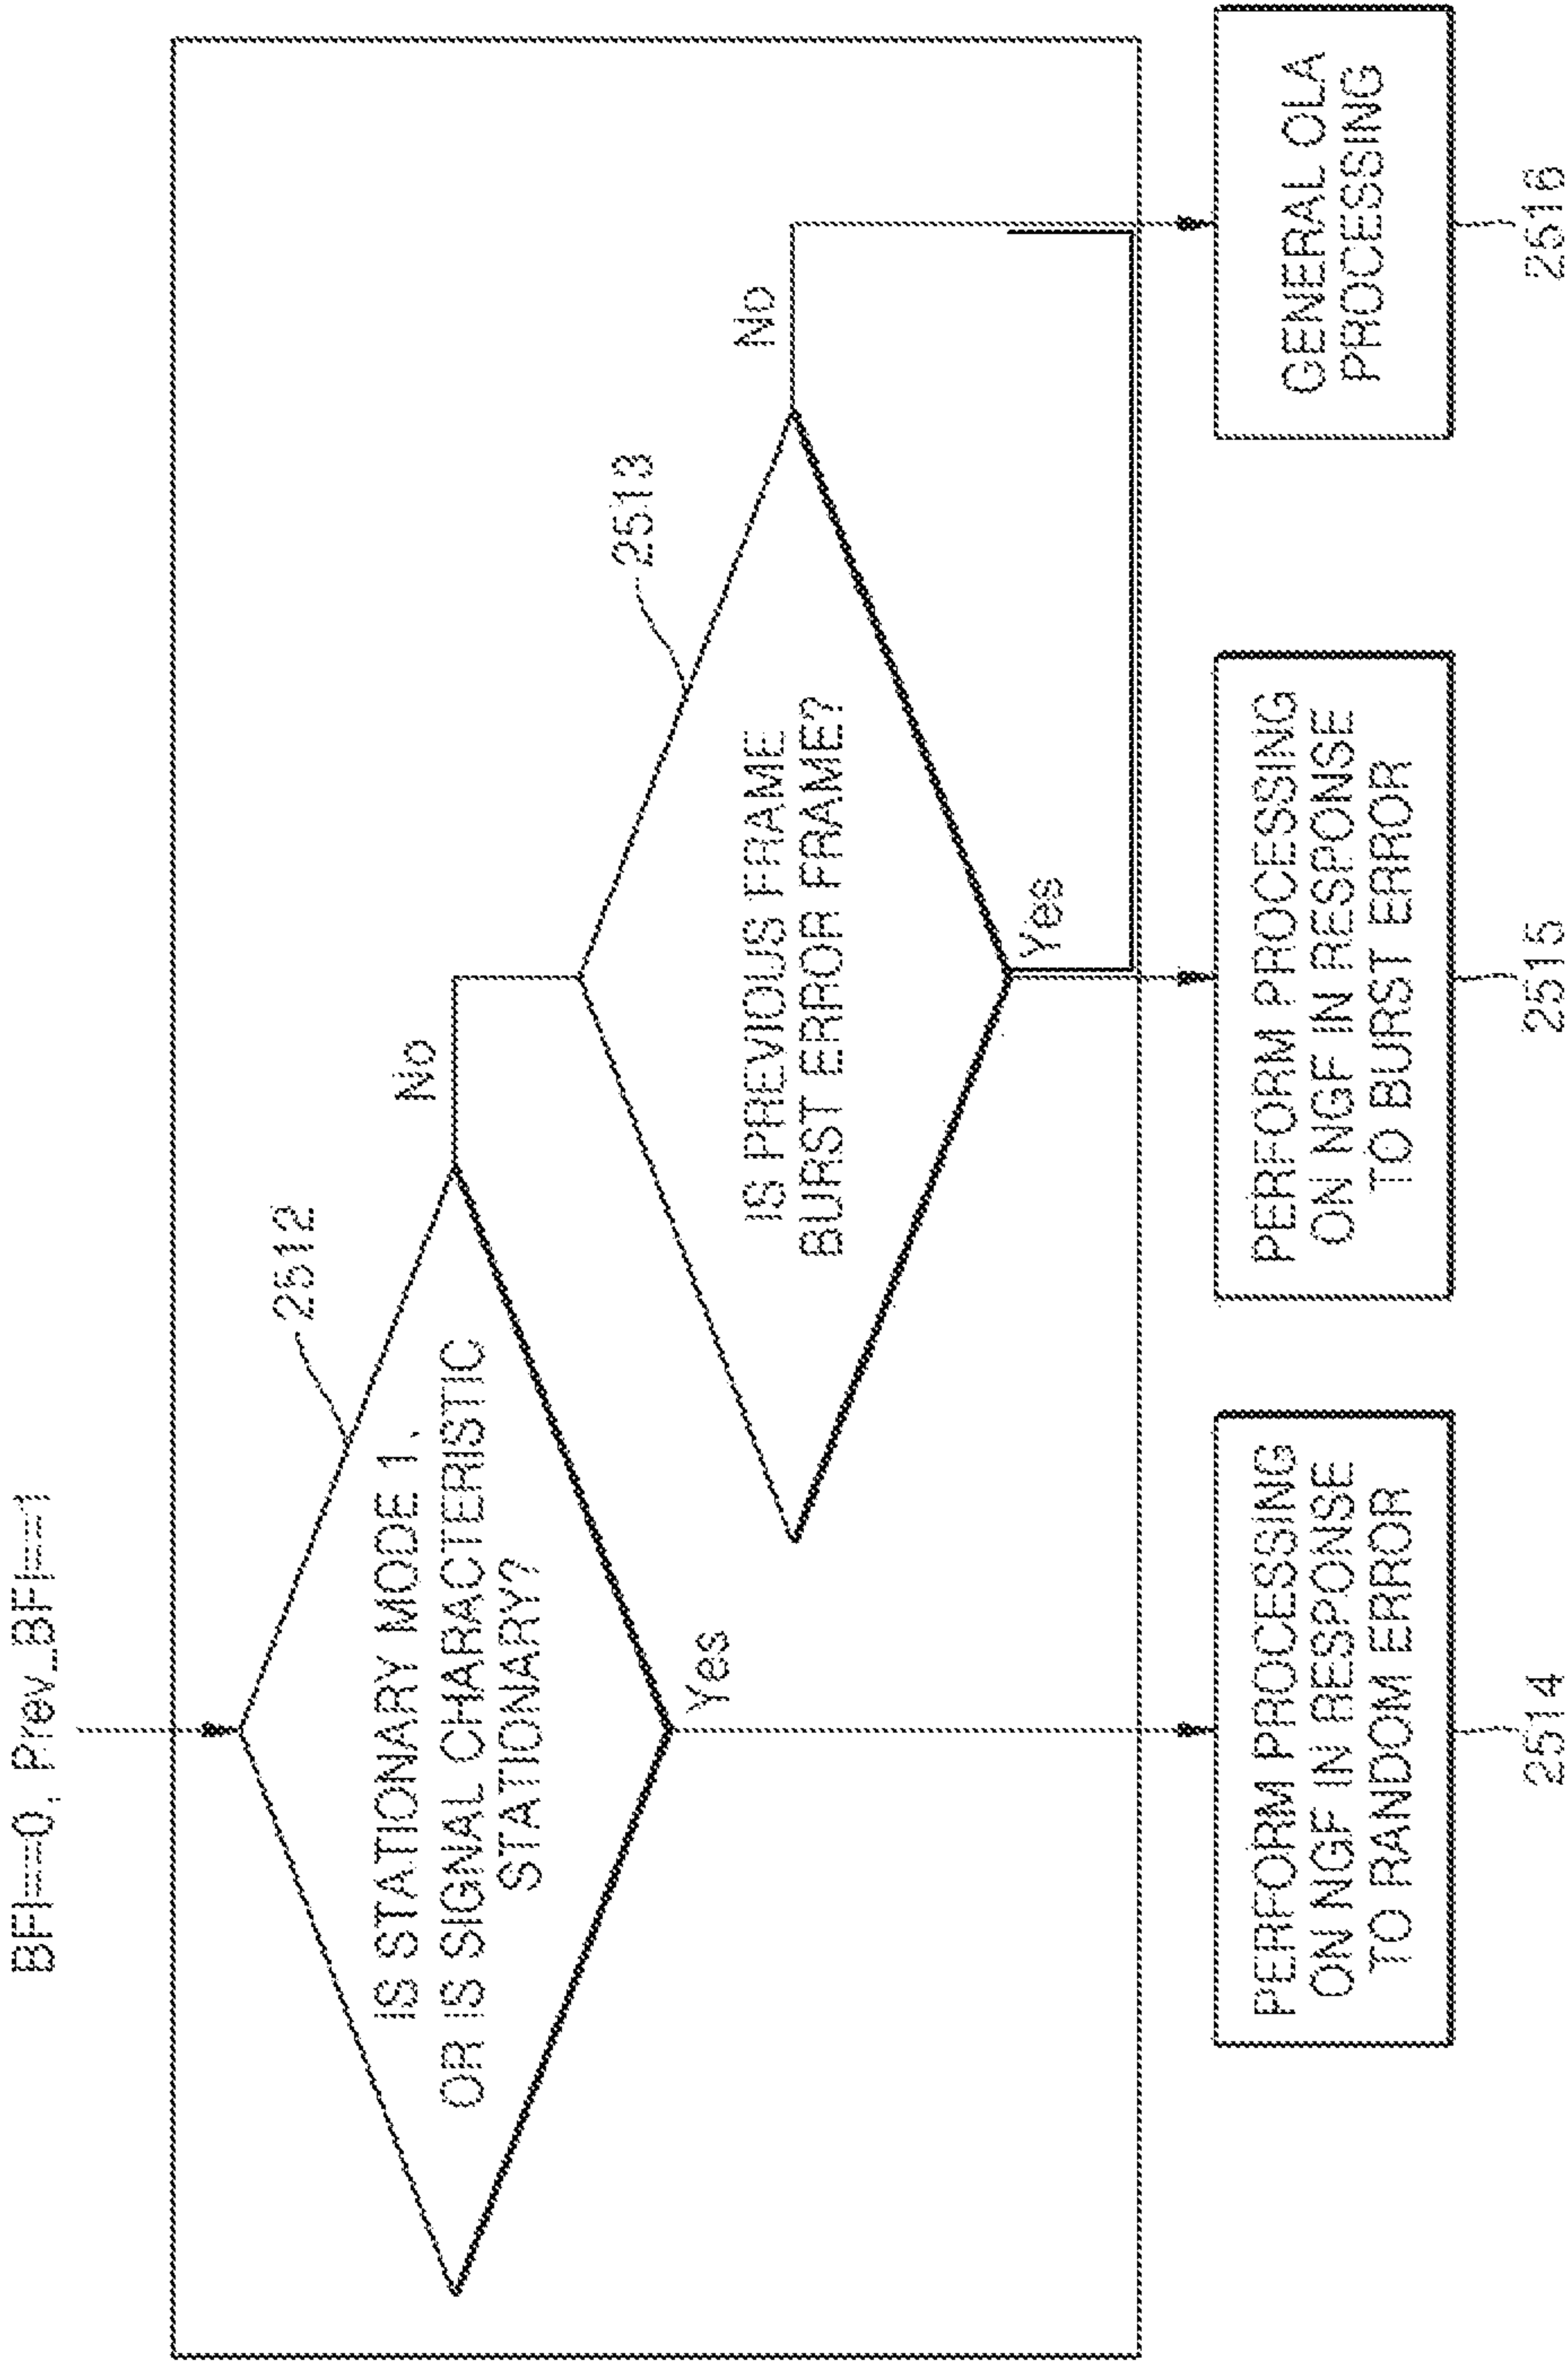 BFI==0, Prev_BFI==1
2512
IS STATIONARY MODE 1,
OR IS SIGNAL CHARACTERISTIC
STATIONARY?
No
Yes
2513
IS PREVIOUS FRAME
BURST ERROR FRAME?
No
Yes
PERFORM PROCESSING
ON NGF IN RESPONSE
TO RANDOM ERROR
2514
PERFORM PROCESSING
ON NGF IN RESPONSE
TO BURST ERROR
2515
GENERAL OLA
PROCESSING
2516